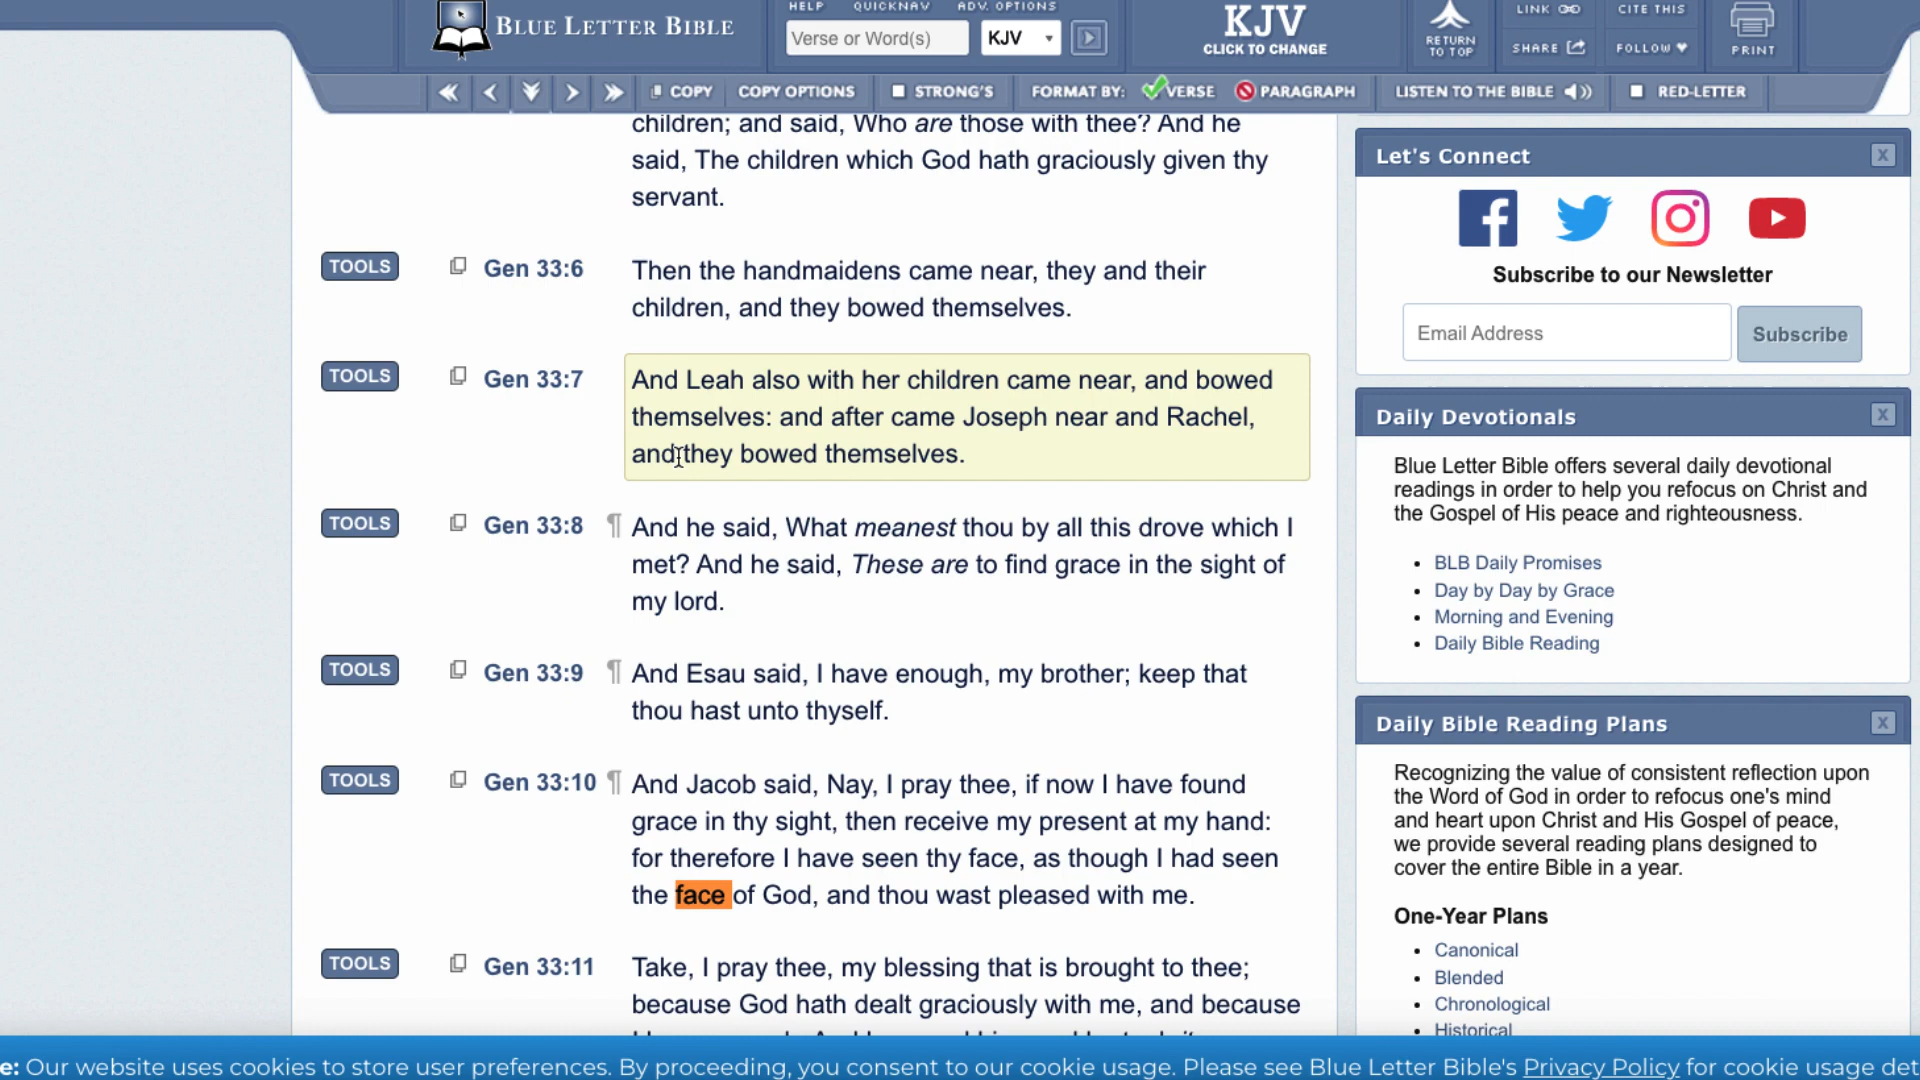 BLUE LETTER BIBLE
HELP QUICKNAV ADV. OPTIONS
Verse or Word(s) KJV
KJV
CLICK TO CHANGE
RETURN
TO TOP
LINK CITE THIS
SHARE FOLLOW
PRINT
COPY COPY OPTIONS STRONG'S FORMAT BY: VERSE PARAGRAPH LISTEN TO THE BIBLE RED-LETTER
children; and said, Who are those with thee? And he
said, The children which God hath graciously given thy
servant.
TOOLS Gen 33:6 Then the handmaidens came near, they and their
children, and they bowed themselves.
TOOLS Gen 33:7 And Leah also with her children came near, and bowed
themselves: and after came Joseph near and Rachel,
and they bowed themselves.
TOOLS Gen 33:8 ¶ And he said, What meanest thou by all this drove which I
met? And he said, These are to find grace in the sight of
my lord.
TOOLS Gen 33:9 ¶ And Esau said, I have enough, my brother; keep that
thou hast unto thyself.
TOOLS Gen 33:10 ¶ And Jacob said, Nay, I pray thee, if now I have found
grace in thy sight, then receive my present at my hand:
for therefore I have seen thy face, as though I had seen
the face of God, and thou wast pleased with me.
TOOLS Gen 33:11 Take, I pray thee, my blessing that is brought to thee;
because God hath dealt graciously with me, and because
Let's Connect X
Subscribe to our Newsletter
Email Address Subscribe
Daily Devotionals X
Blue Letter Bible offers several daily devotional
readings in order to help you refocus on Christ and
the Gospel of His peace and righteousness.
• BLB Daily Promises
• Day by Day by Grace
• Morning and Evening
• Daily Bible Reading
Daily Bible Reading Plans X
Recognizing the value of consistent reflection upon
the Word of God in order to refocus one's mind
and heart upon Christ and His Gospel of peace,
we provide several reading plans designed to
cover the entire Bible in a year.
One-Year Plans
• Canonical
• Blended
• Chronological
• Historical
e: Our website uses cookies to store user preferences. By proceeding, you consent to our cookie usage. Please see Blue Letter Bible's Privacy Policy for cookie usage det